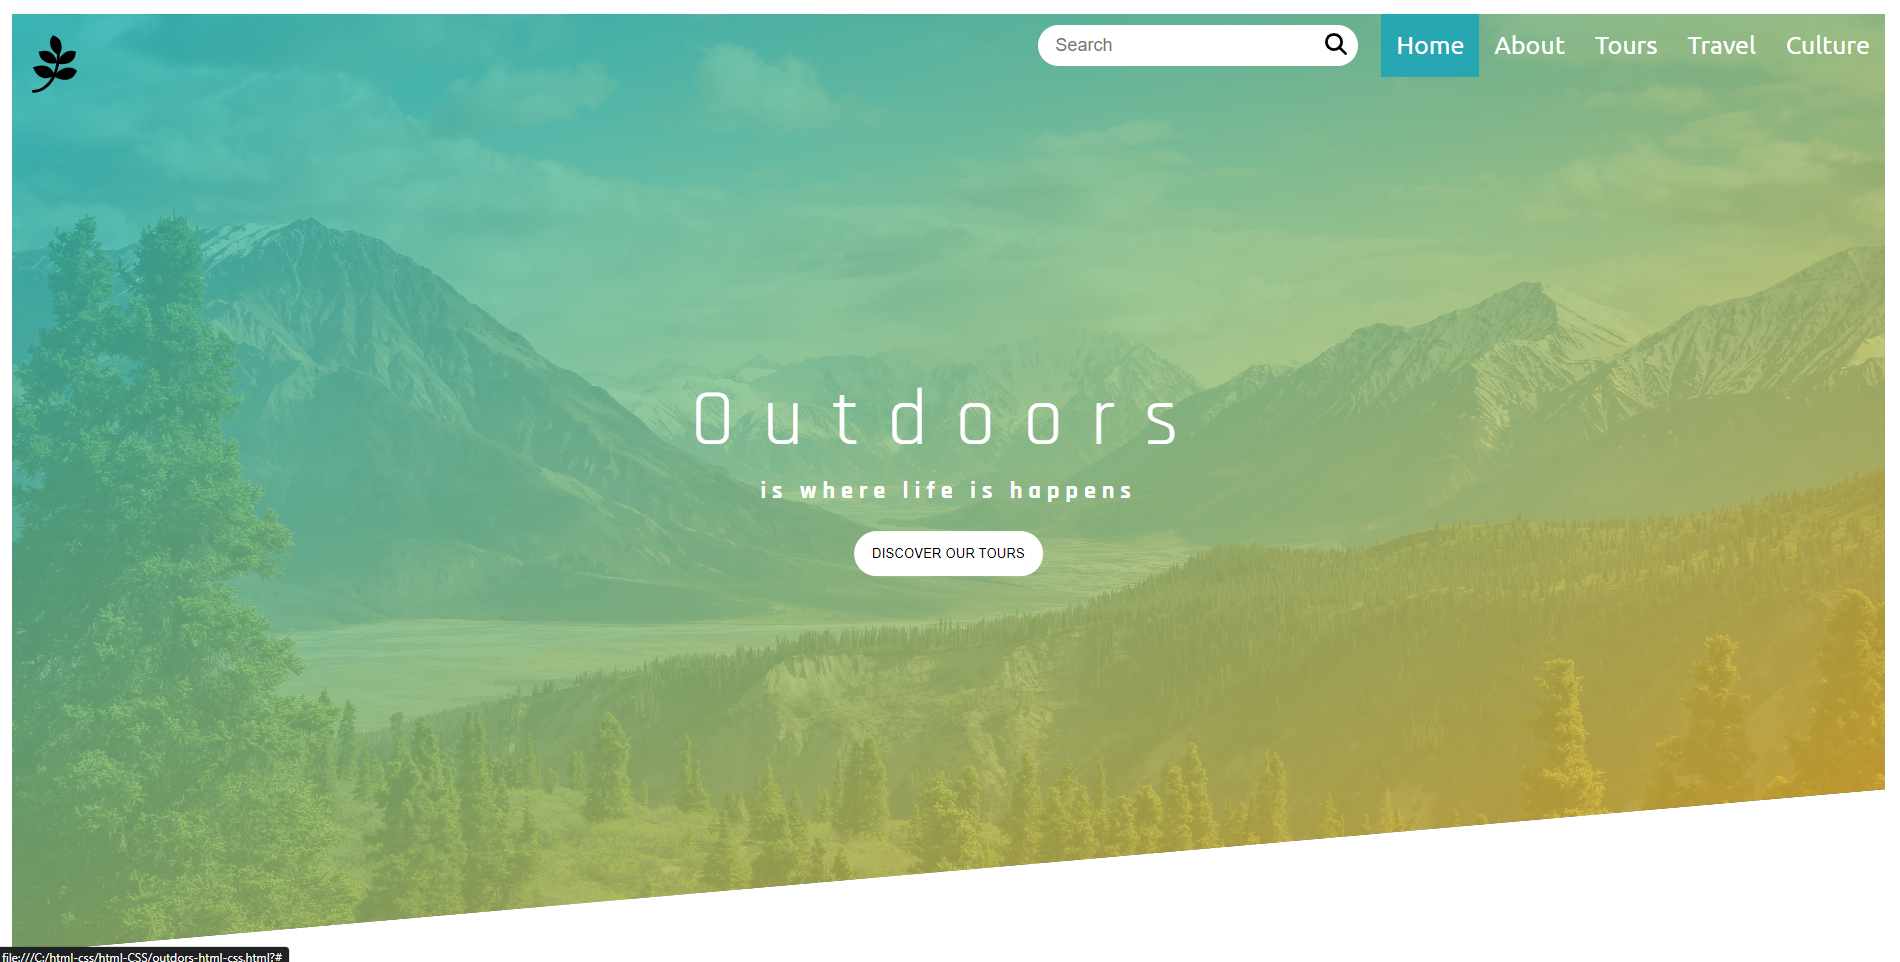 Search
Home About Tours Travel Culture
Outdoors
is where life is happens
DISCOVER OUR TOURS
file:///C:/html-css/html-CSS/outdors-html-css.html?#